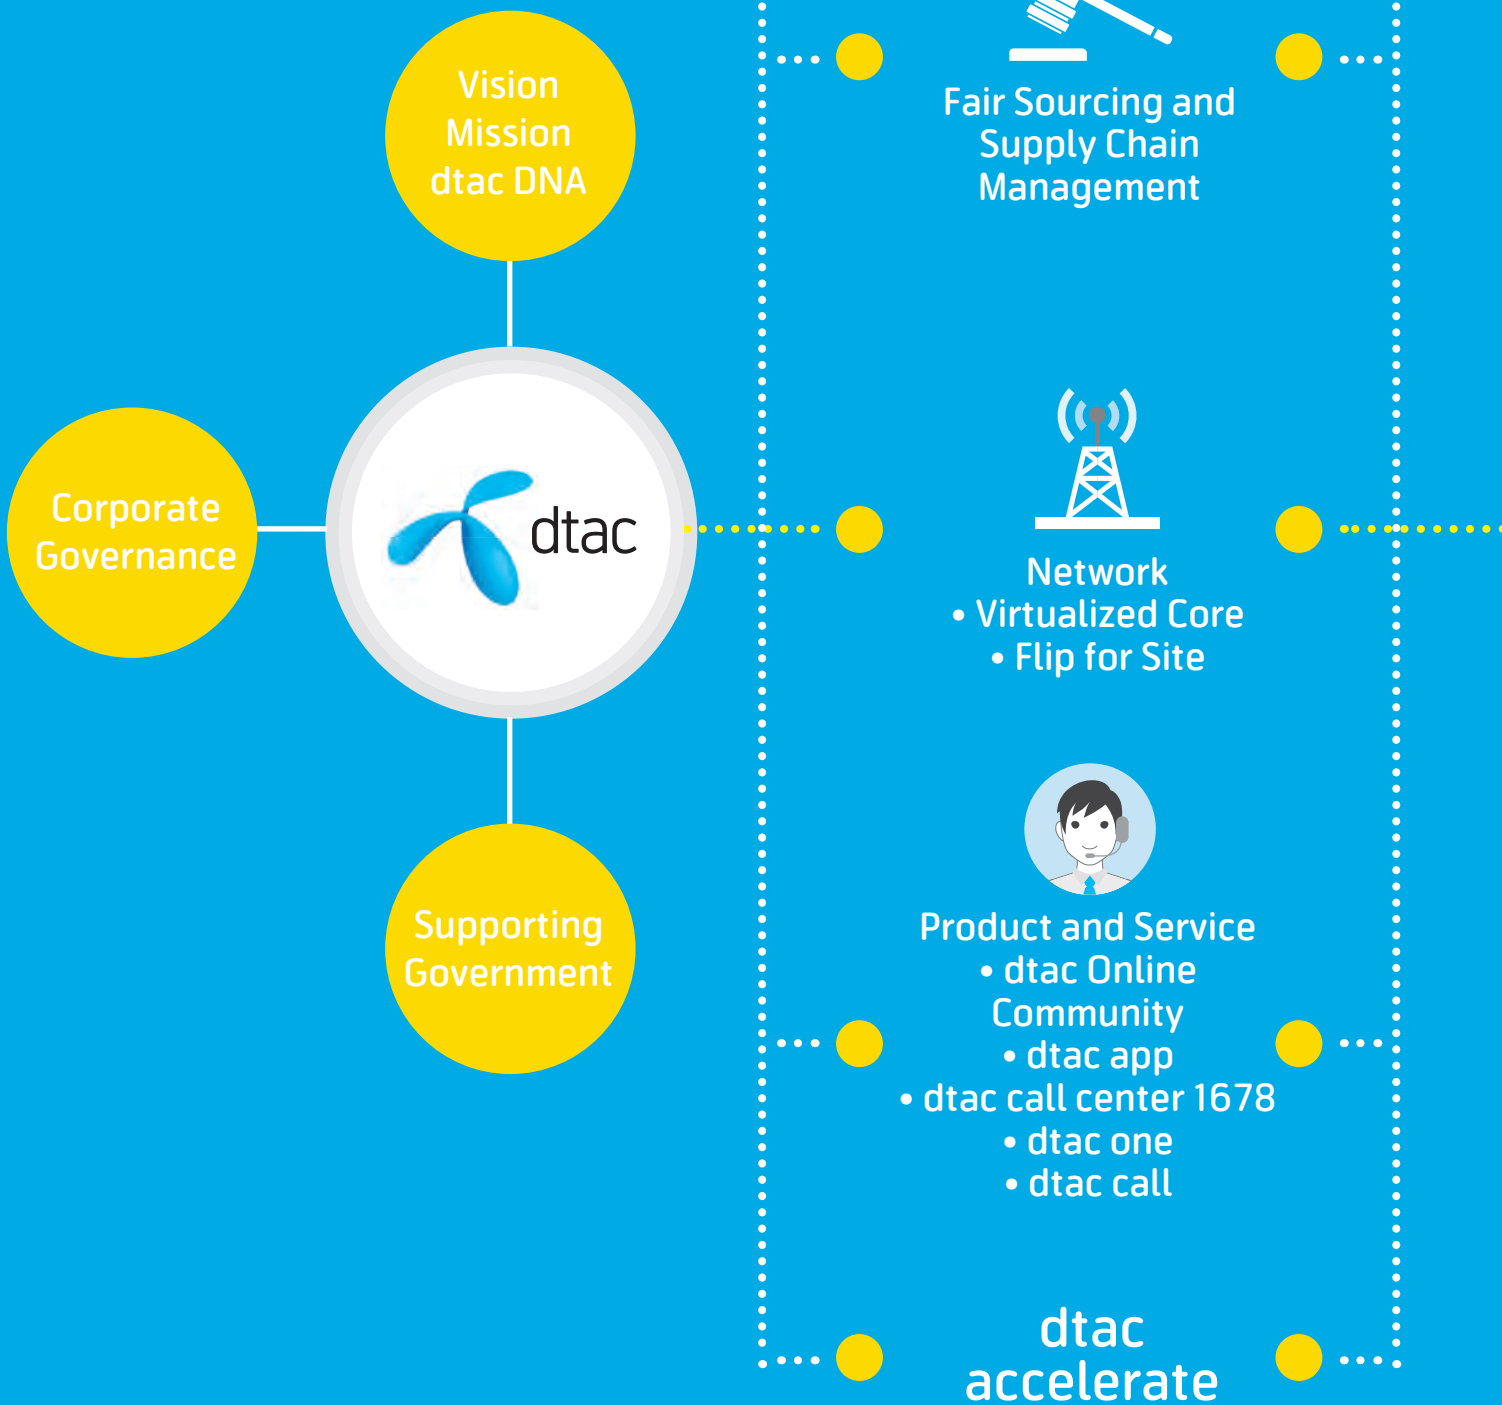 Vision
Mission
dtac DNA
Corporate
Governance
dtac
Supporting
Government
Fair Sourcing and
Supply Chain
Management
Network
• Virtualized Core
• Flip for Site
Product and Service
• dtac Online
Community
• dtac app
• dtac call center 1678
• dtac one
• dtac call
dtac
accelerate